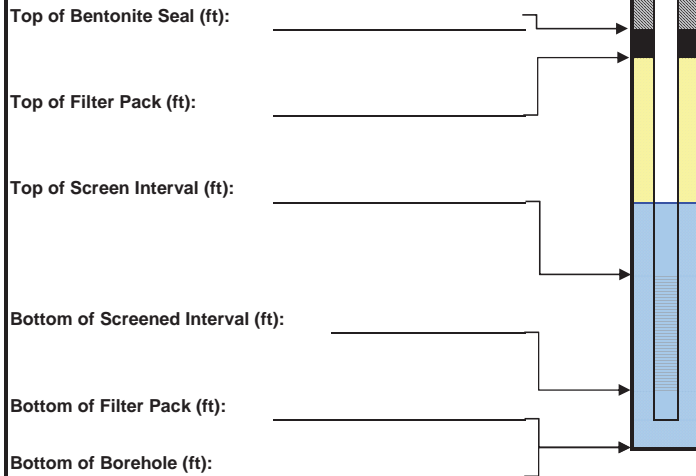 Top of Bentonite Seal (ft):
Top of Filter Pack (ft):
Top of Screen Interval (ft):
Bottom of Screened Interval (ft):
Bottom of Filter Pack (ft):
Bottom of Borehole (ft):